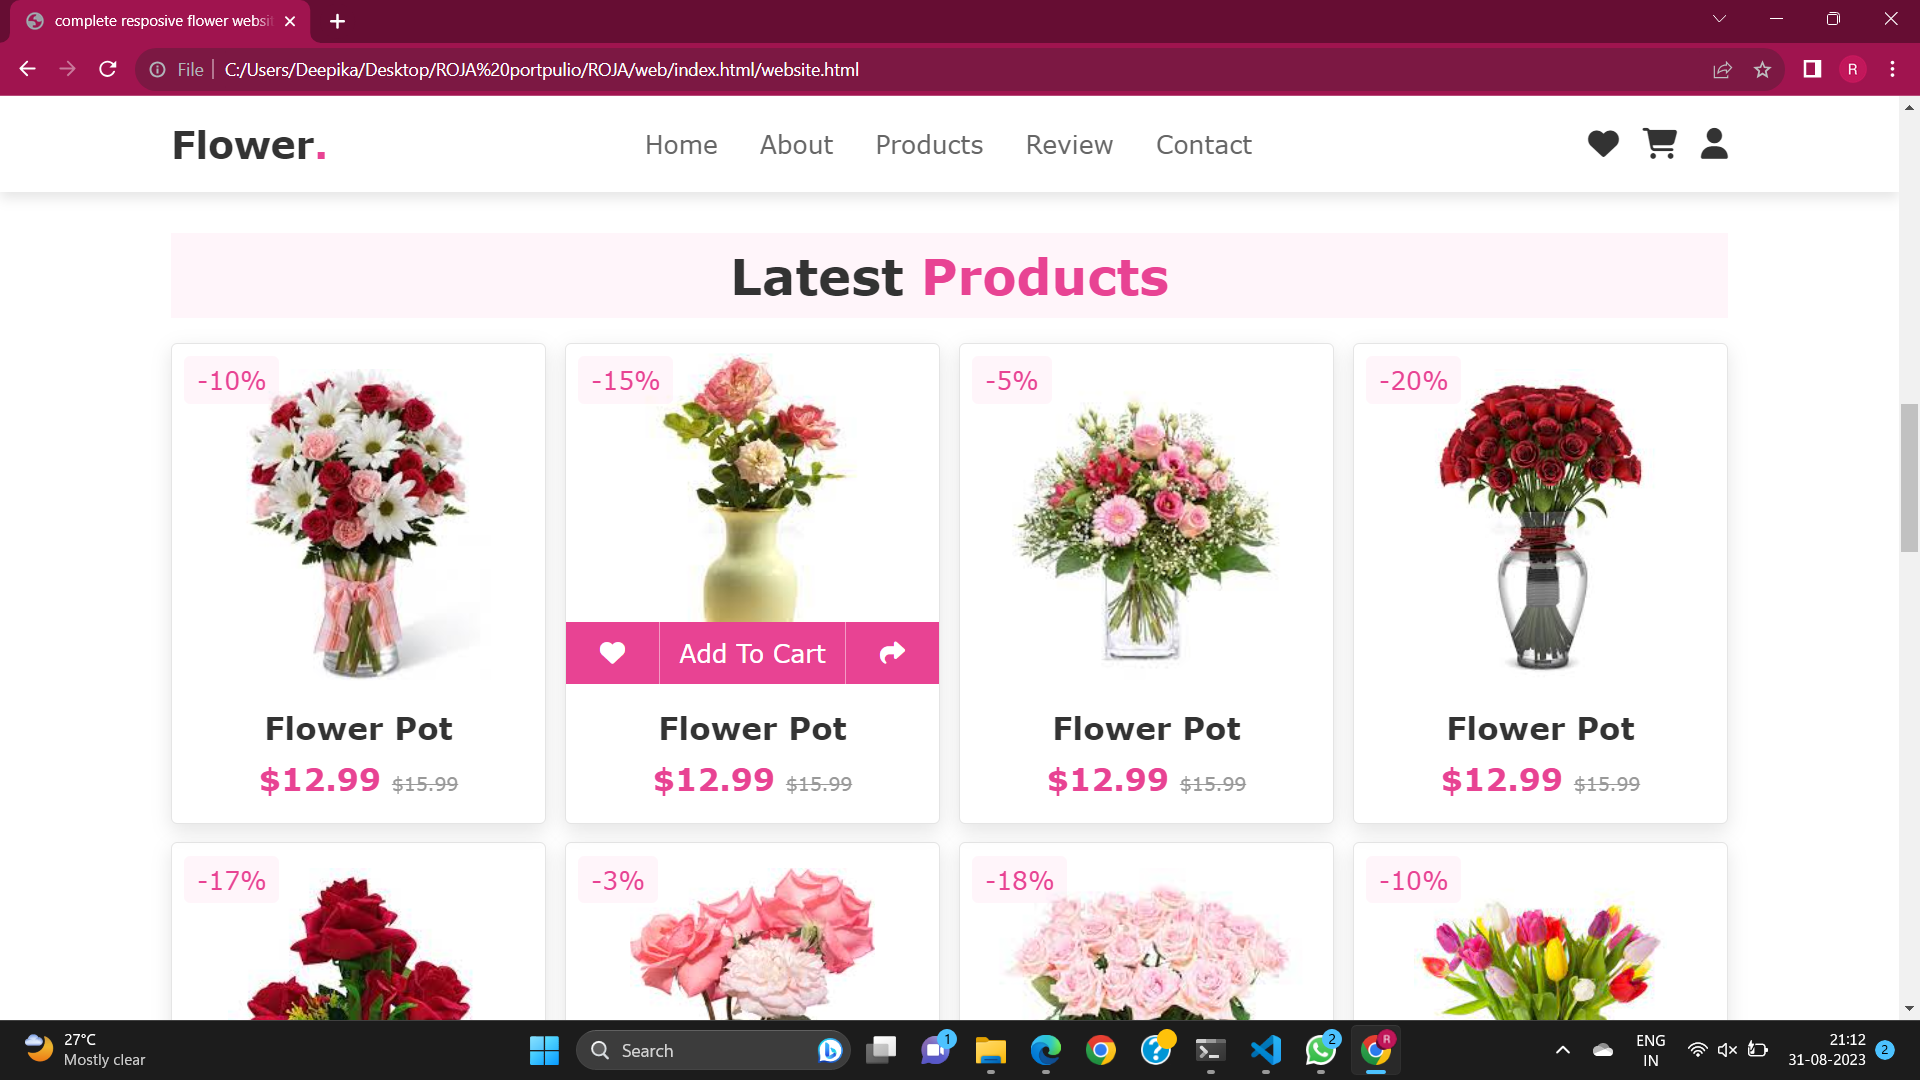 complete resposive flower websi
File
C:/Users/Deepika/Desktop/ROJA%20portpulio/ROJA/web/index.html/website.html
R
Flower.
Home About Products Review Contact
Latest Products
-10% -15% -5% -20%
Add To Cart
Flower Pot Flower Pot Flower Pot Flower Pot
$12.99 $15.99 $12.99 $15.99 $12.99 $15.99 $12.99 $15.99
-17% -3% -18% -10%
27°C
Mostly clear
Search
1
2
R
ENG
IN
21:12
31-08-2023
2